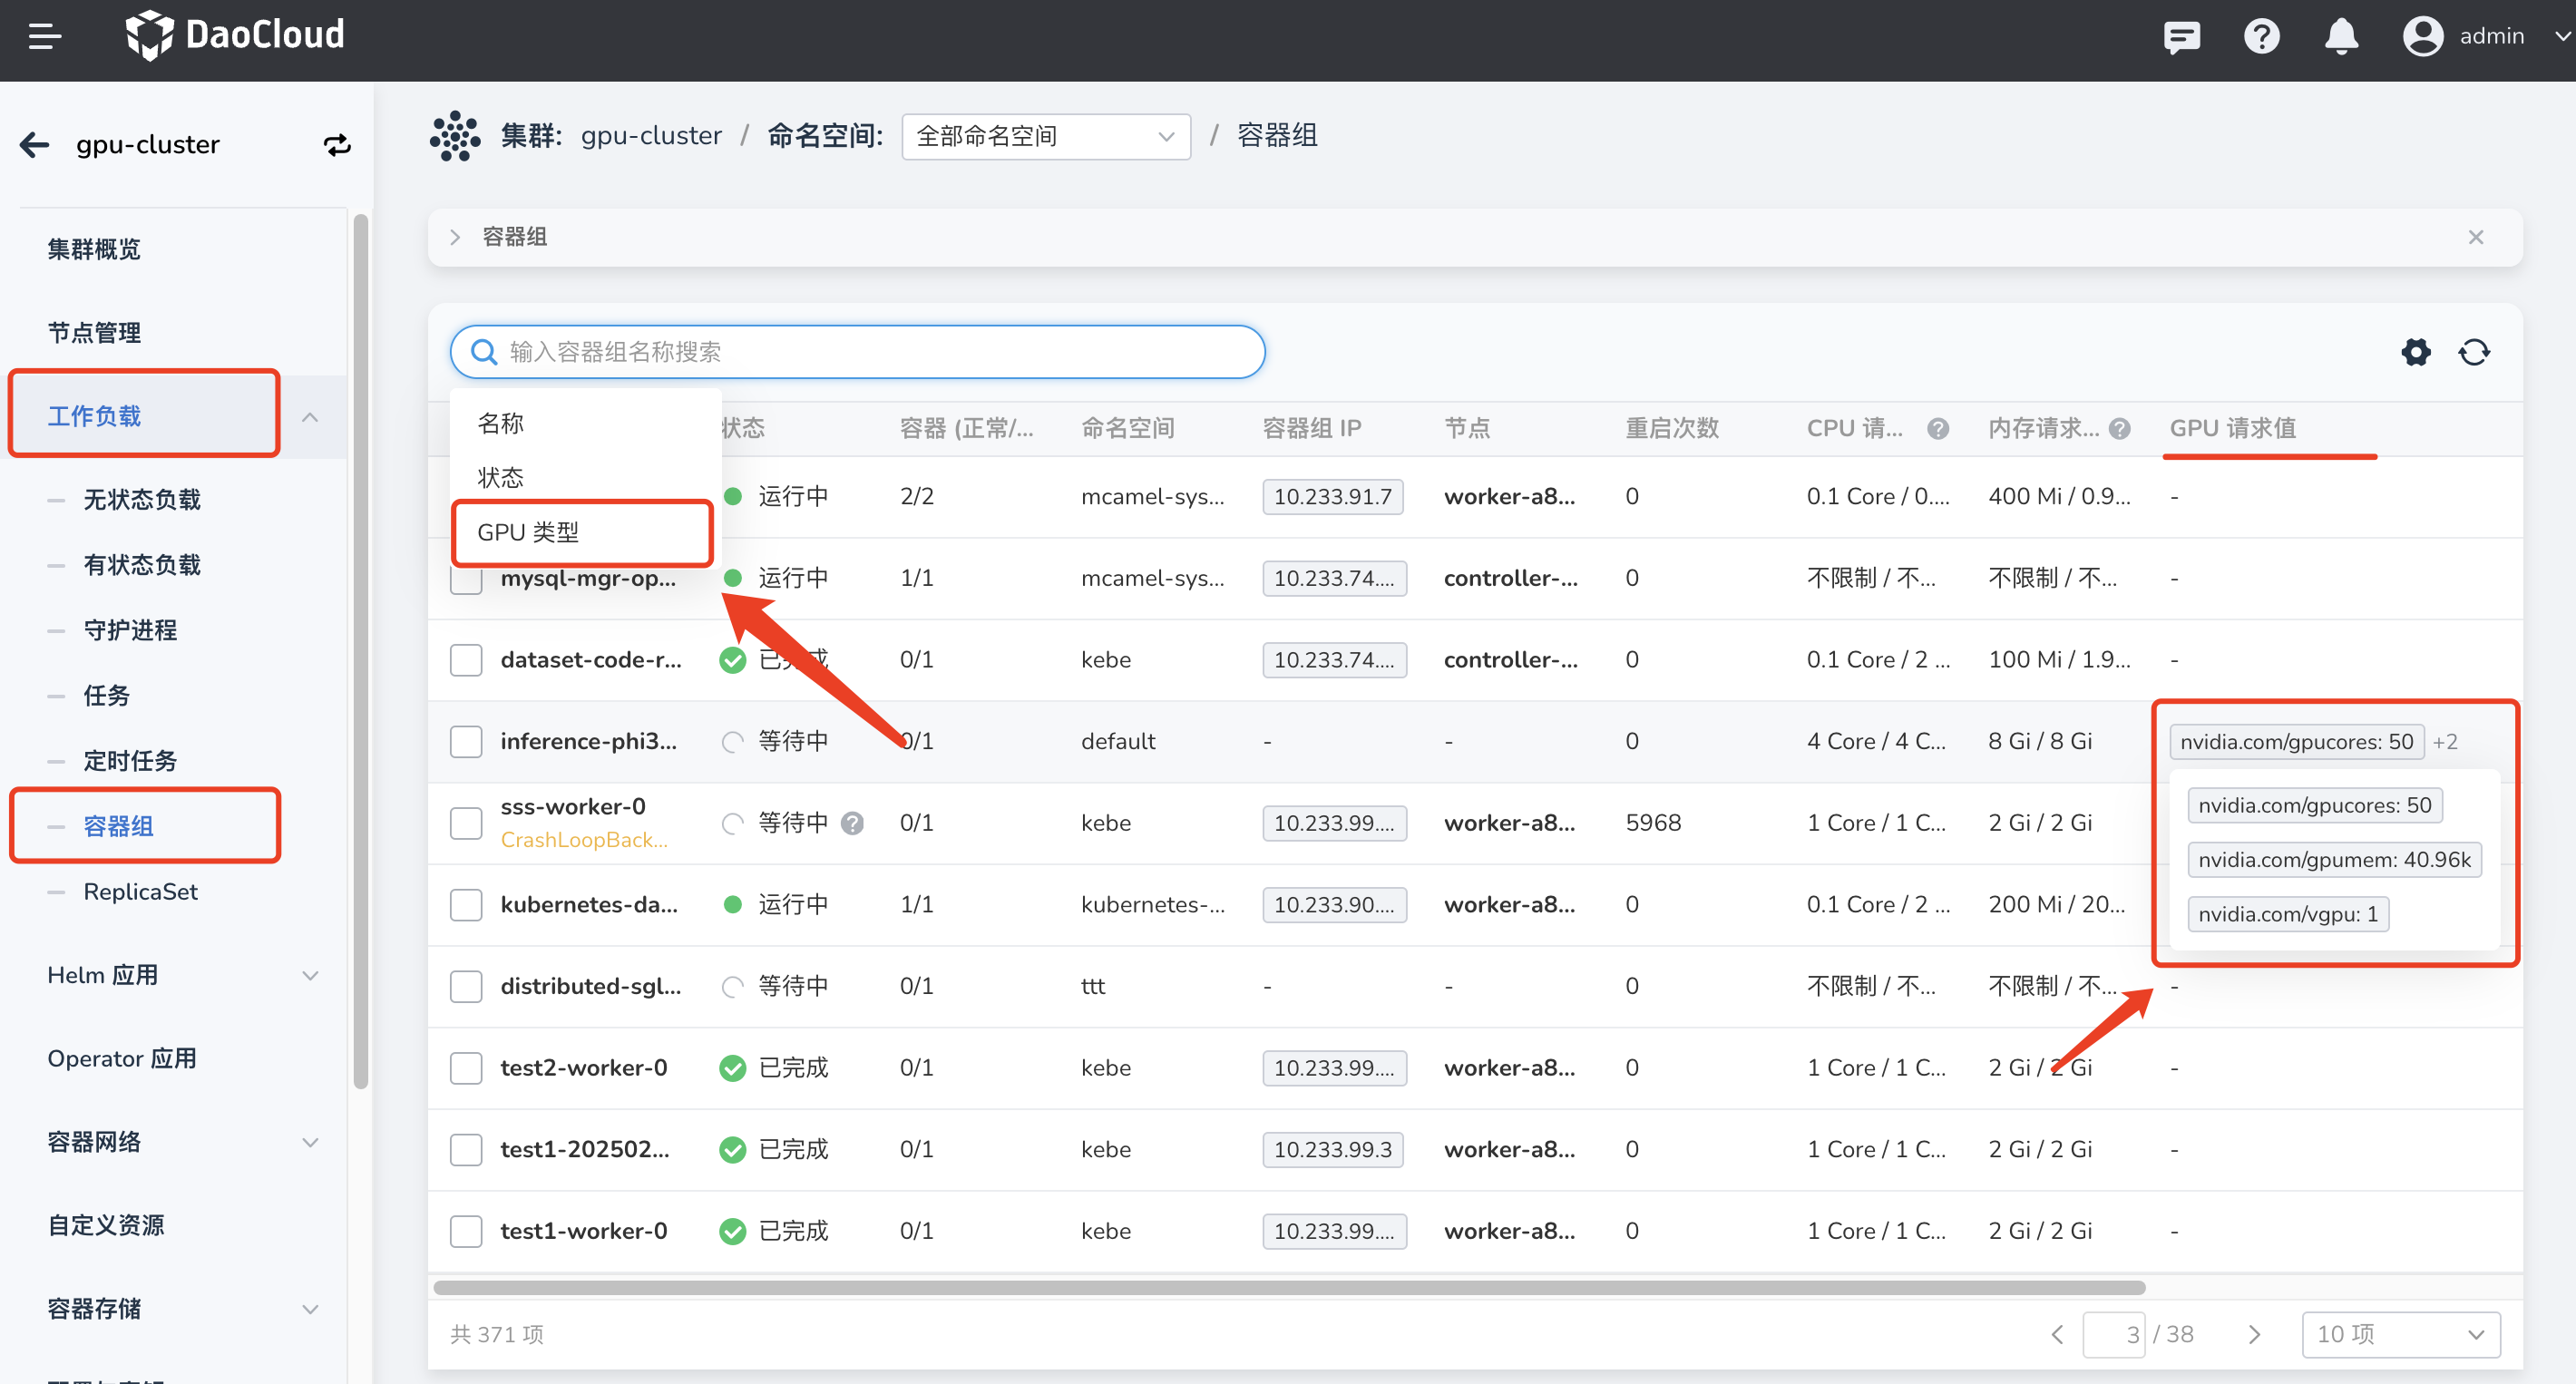 DaoCloud
admin
gpu-cluster
集群: gpu-cluster / 命名空间: 全部命名空间 / 容器组
集群概览
节点管理
工作负载
无状态负载
有状态负载
守护进程
任务
定时任务
容器组
ReplicaSet
Helm 应用
Operator 应用
容器网络
自定义资源
容器存储
容器组
输入容器组名称搜索
名称
状态
GPU 类型
状态 容器 (正常/... 命名空间 容器组 IP 节点 重启次数 CPU 请... 内存请求... GPU 请求值
运行中 2/2 mcamel-sys... 10.233.91.7 worker-a8... 0 0.1 Core / 0.... 400 Mi / 0.9... -
mysql-mgr-op... 运行中 1/1 mcamel-sys... 10.233.74.... controller-... 0 不限制 / 不... 不限制 / 不... -
dataset-code-r... 已完成 0/1 kebe 10.233.74.... controller-... 0 0.1 Core / 2 ... 100 Mi / 1.9... -
inference-phi3... 等待中 0/1 default - - 0 4 Core / 4 C... 8 Gi / 8 Gi nvidia.com/gpucores: 50 +2
nvidia.com/gpucores: 50
nvidia.com/gpumem: 40.96k
nvidia.com/vgpu: 1
sss-worker-0 等待中 0/1 kebe 10.233.99.... worker-a8... 5968 1 Core / 1 C... 2 Gi / 2 Gi
CrashLoopBack...
kubernetes-da... 运行中 1/1 kubernetes-... 10.233.90.... worker-a8... 0 0.1 Core / 2 ... 200 Mi / 20...
distributed-sgl... 等待中 0/1 ttt - - 0 不限制 / 不... 不限制 / 不... -
test2-worker-0 已完成 0/1 kebe 10.233.99.... worker-a8... 0 1 Core / 1 C... 2 Gi / 2 Gi -
test1-202502... 已完成 0/1 kebe 10.233.99.3 worker-a8... 0 1 Core / 1 C... 2 Gi / 2 Gi -
test1-worker-0 已完成 0/1 kebe 10.233.99.... worker-a8... 0 1 Core / 1 C... 2 Gi / 2 Gi -
共 371 项
3 / 38
10 项